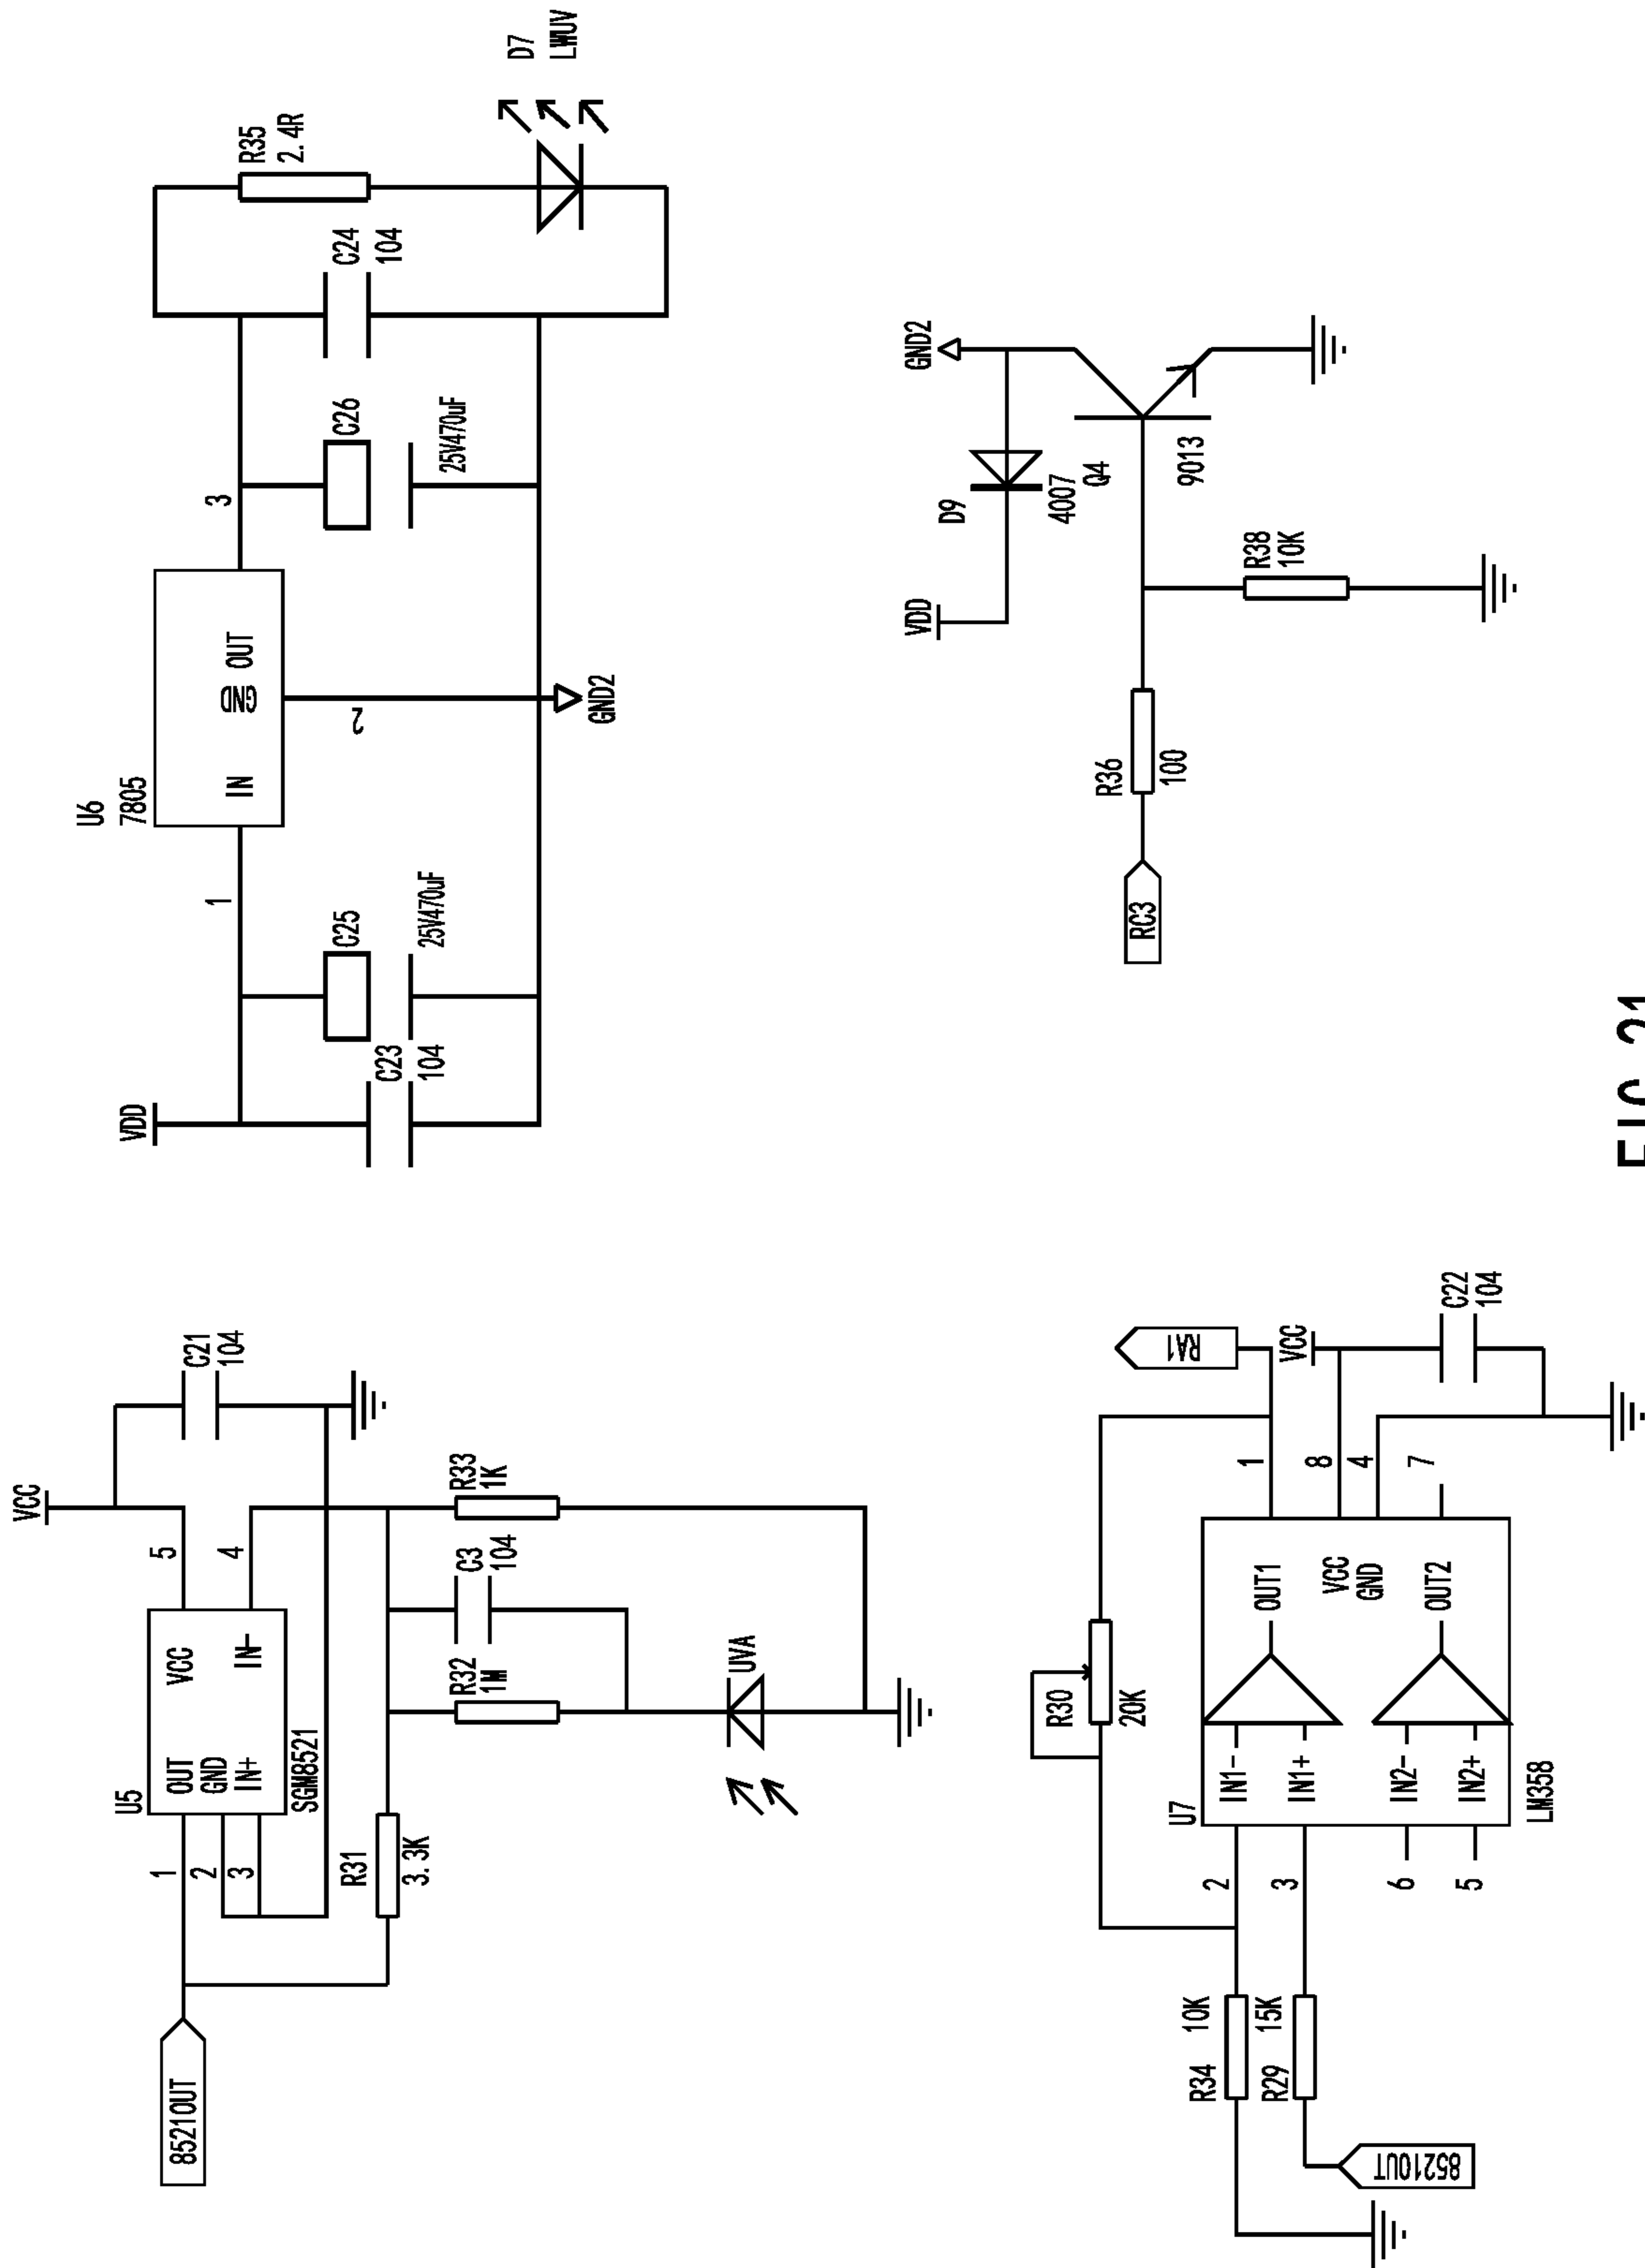 VCC
U5
OUT
GND
IN+
VCC
IN-
SGM8521
1
2
3
5
4
8521OUT
C21
104
R31
3.3K
R32
1M
C3
104
R33
1K
UVA
VDD
U6
7805
IN
GND
OUT
1
2
3
C23
104
C25
25V470uF
C26
25V470uF
C24
104
R35
2.4R
D7
LWUV
GND2
R30
20K
U7
IN1-
IN1+
IN2-
IN2+
OUT1
VCC
GND
OUT2
LM358
2
3
6
5
1
8
4
7
R34
10K
R29
15K
8521OUT
RA1
VCC
C22
104
VDD
D9
4007
GND2
Q4
9013
RC3
R36
100
R38
10K